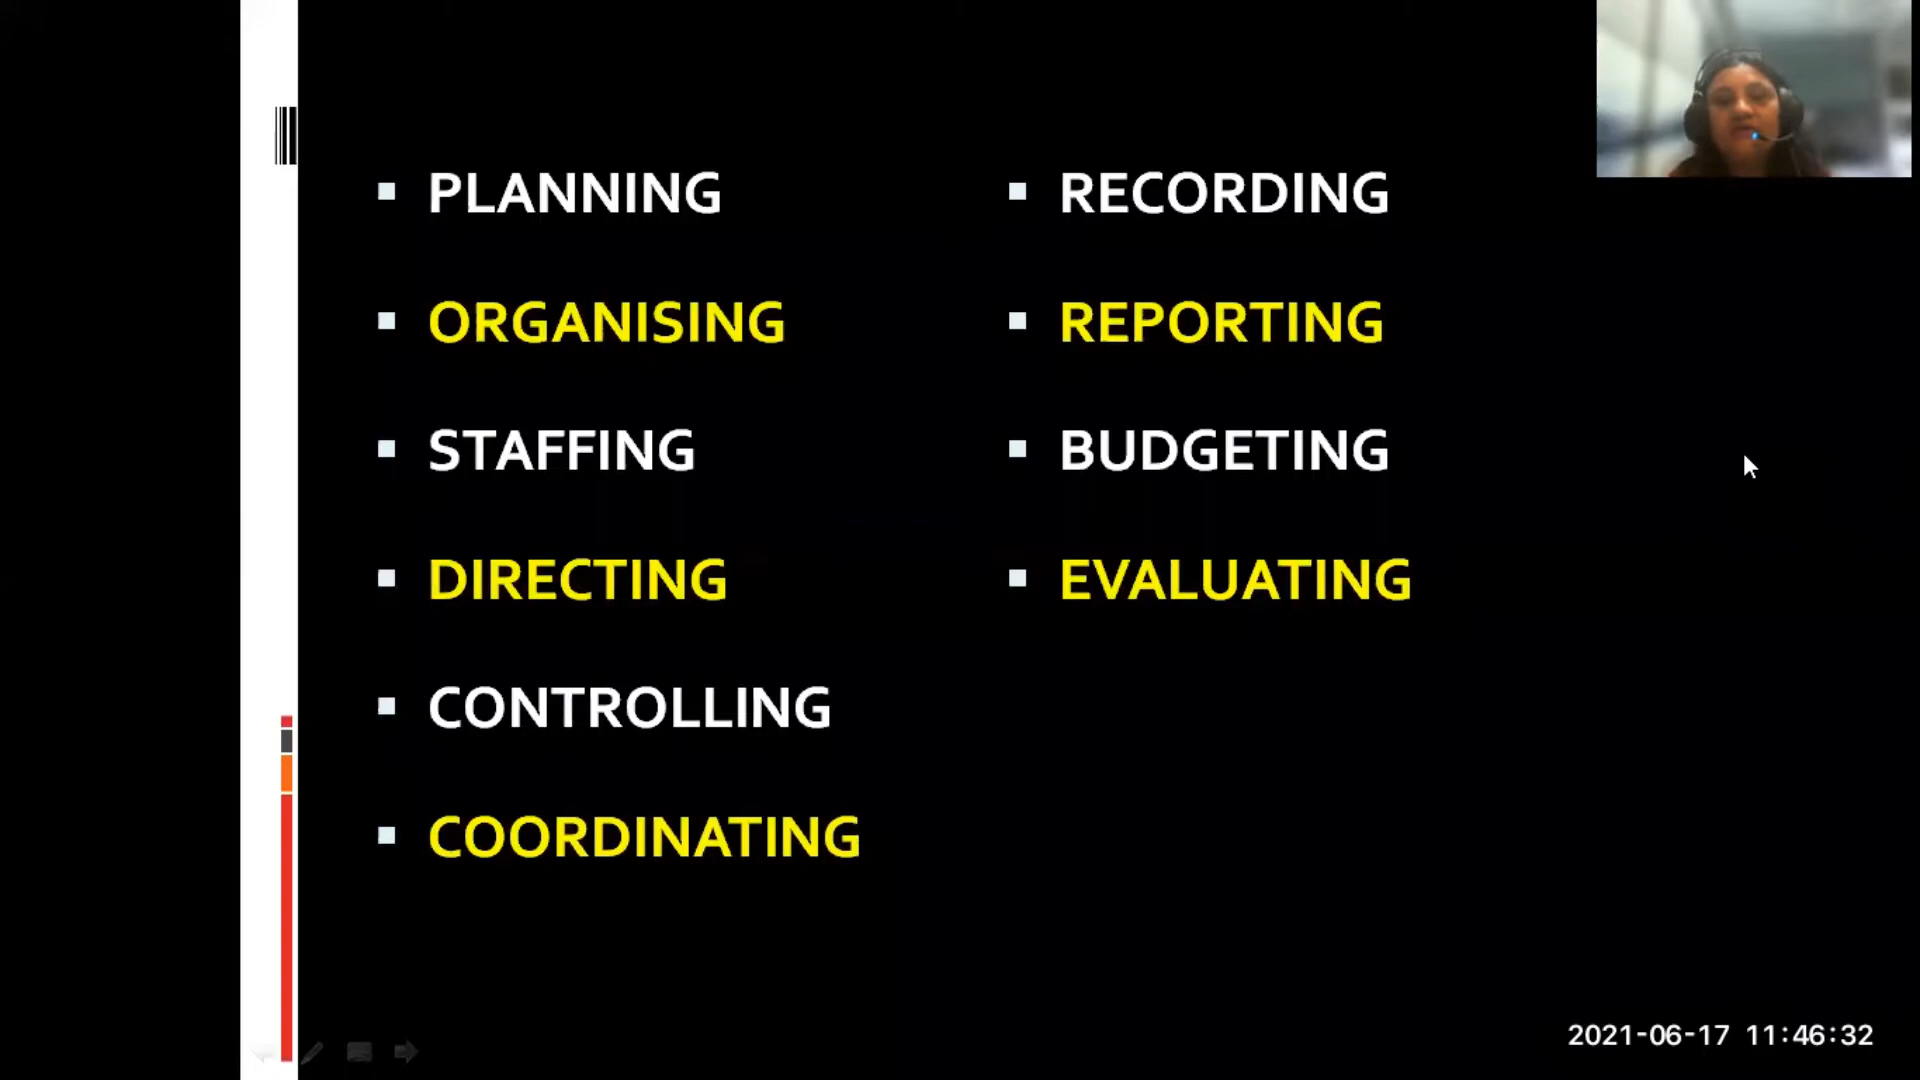 PLANNING
ORGANISING
STAFFING
DIRECTING
CONTROLLING
COORDINATING
RECORDING
REPORTING
BUDGETING
EVALUATING
2021-06-17 11:46:32